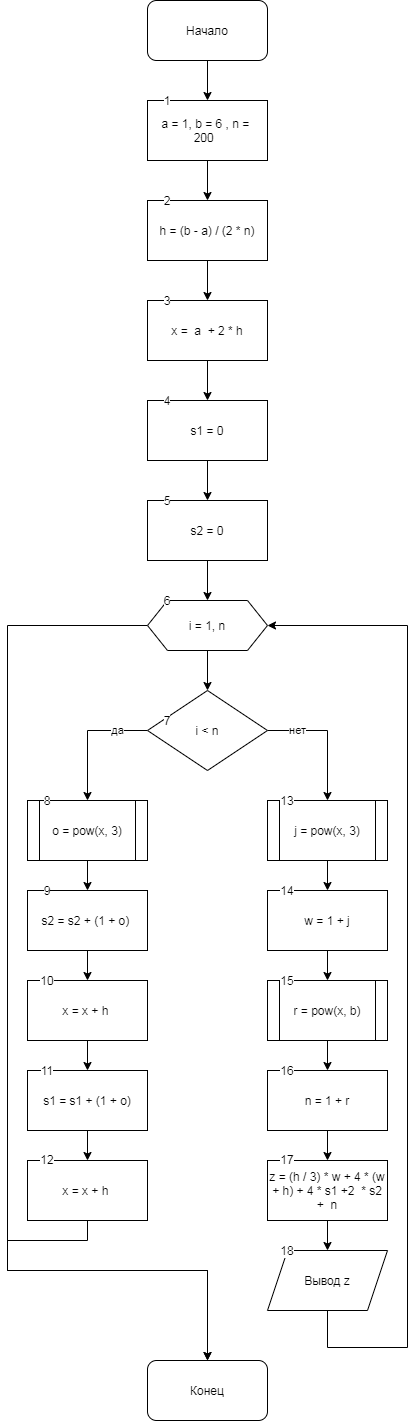 Начало
1
a = 1, b = 6 , n =
200
2
h = (b - a) / (2 * n)
3
x = a + 2 * h
4
s1 = 0
5
s2 = 0
6
i = 1, n
7
i < n
да
нет
8
o = pow(x, 3)
9
s2 = s2 + (1 + o)
10
x = x + h
11
s1 = s1 + (1 + o)
12
x = x + h
13
j = pow(x, 3)
14
w = 1 + j
15
r = pow(x, b)
16
n = 1 + r
17
z = (h / 3) * w + 4 * (w
+ h) + 4 * s1 +2 * s2
+ n
18
Вывод z
Конец